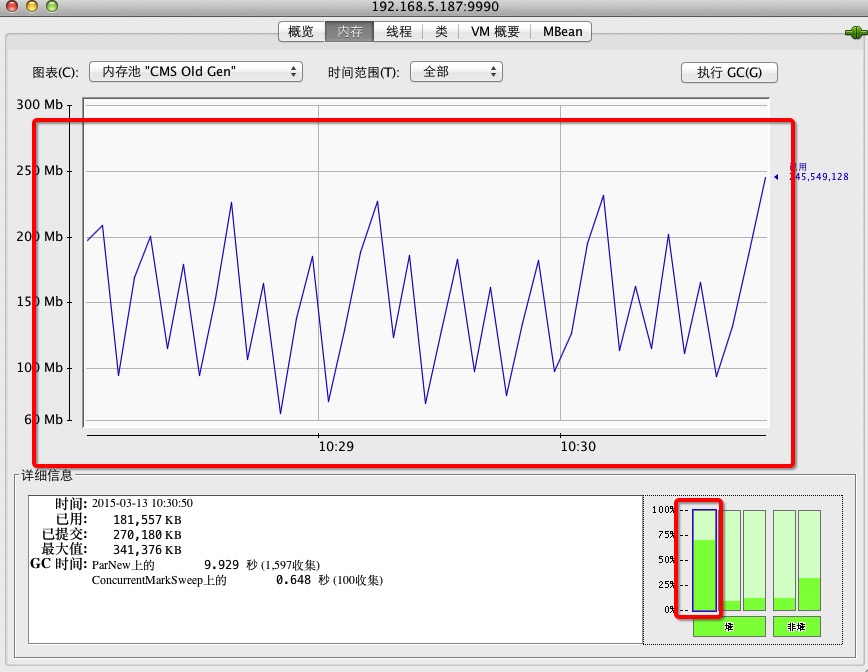 192.168.5.187:9990
概览 内存 线程 类 VM 概要 MBean
图表(C): 内存池 "CMS Old Gen" 时间范围(T): 全部 执行 GC(G)
300 Mb
250 Mb
200 Mb
150 Mb
100 Mb
60 Mb
已用
245,549,128
10:29 10:30
详细信息
时间: 2015-03-13 10:30:50
已用: 181,557 KB
已提交: 270,180 KB
最大值: 341,376 KB
GC 时间: ParNew上的 9.929 秒 (1,597收集)
ConcurrentMarkSweep上的 0.648 秒 (100收集)
100%
75%
50%
25%
0%
堆 非堆